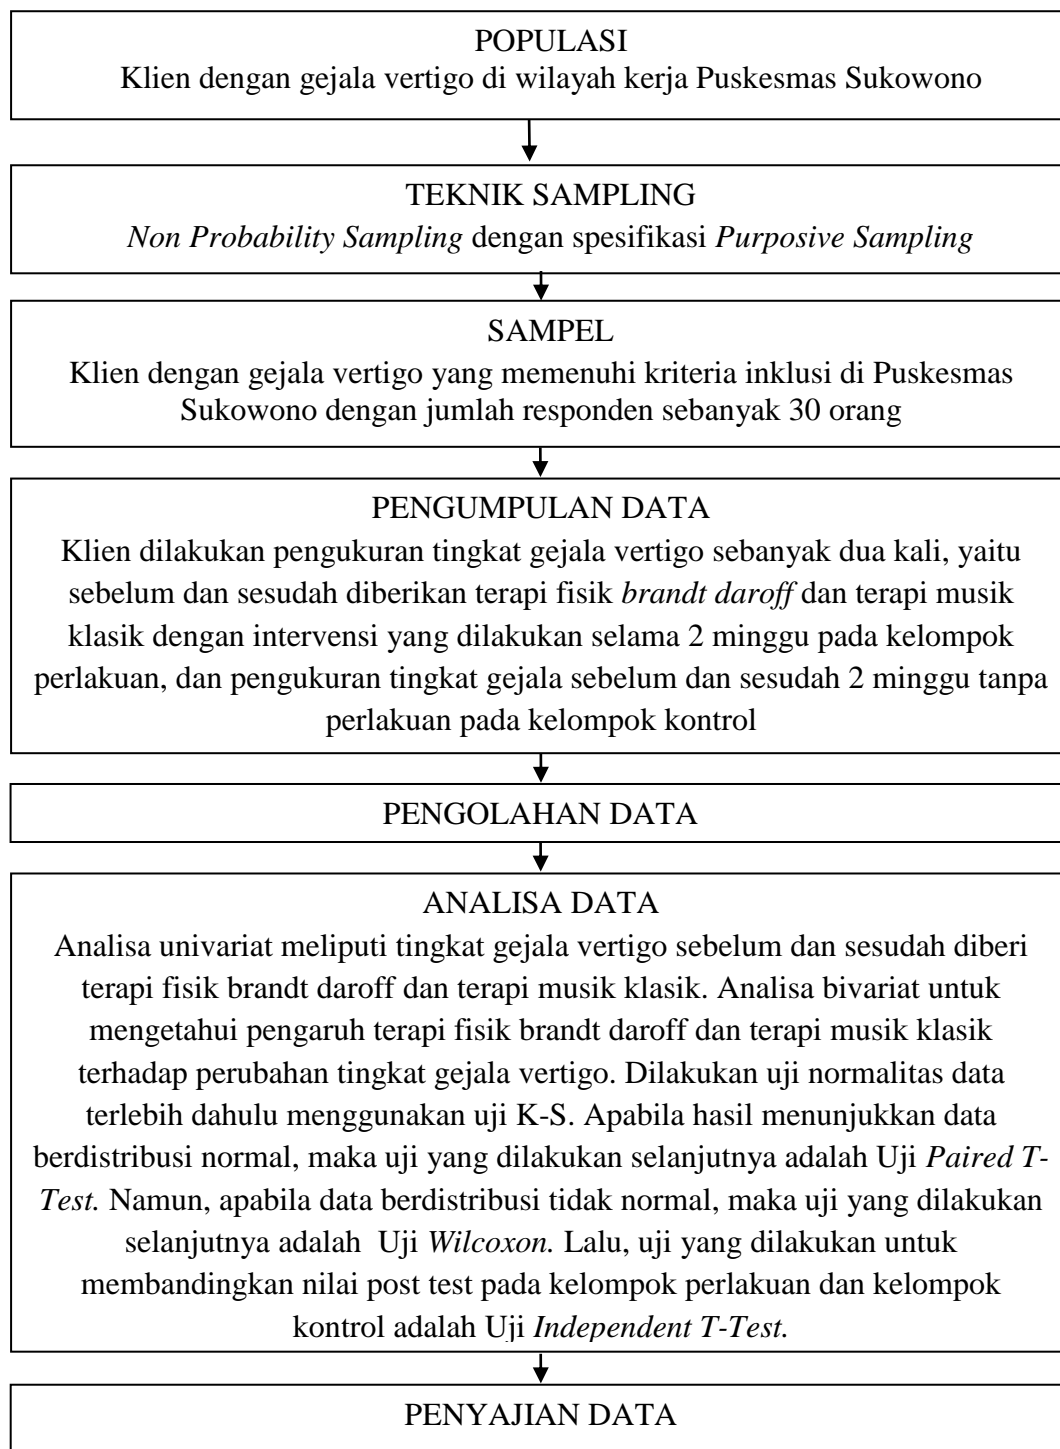 POPULASI
Klien dengan gejala vertigo di wilayah kerja Puskesmas Sukowono
TEKNIK SAMPLING
Non Probability Sampling dengan spesifikasi Purposive Sampling
SAMPEL
Klien dengan gejala vertigo yang memenuhi kriteria inklusi di Puskesmas
Sukowono dengan jumlah responden sebanyak 30 orang
PENGUMPULAN DATA
Klien dilakukan pengukuran tingkat gejala vertigo sebanyak dua kali, yaitu
sebelum dan sesudah diberikan terapi fisik brandt daroff dan terapi musik
klasik dengan intervensi yang dilakukan selama 2 minggu pada kelompok
perlakuan, dan pengukuran tingkat gejala sebelum dan sesudah 2 minggu tanpa
perlakuan pada kelompok kontrol
PENGOLAHAN DATA
ANALISA DATA
Analisa univariat meliputi tingkat gejala vertigo sebelum dan sesudah diberi
terapi fisik brandt daroff dan terapi musik klasik. Analisa bivariat untuk
mengetahui pengaruh terapi fisik brandt daroff dan terapi musik klasik
terhadap perubahan tingkat gejala vertigo. Dilakukan uji normalitas data
terlebih dahulu menggunakan uji K-S. Apabila hasil menunjukkan data
berdistribusi normal, maka uji yang dilakukan selanjutnya adalah Uji Paired T-
Test. Namun, apabila data berdistribusi tidak normal, maka uji yang dilakukan
selanjutnya adalah Uji Wilcoxon. Lalu, uji yang dilakukan untuk
membandingkan nilai post test pada kelompok perlakuan dan kelompok
kontrol adalah Uji Independent T-Test.
PENYAJIAN DATA